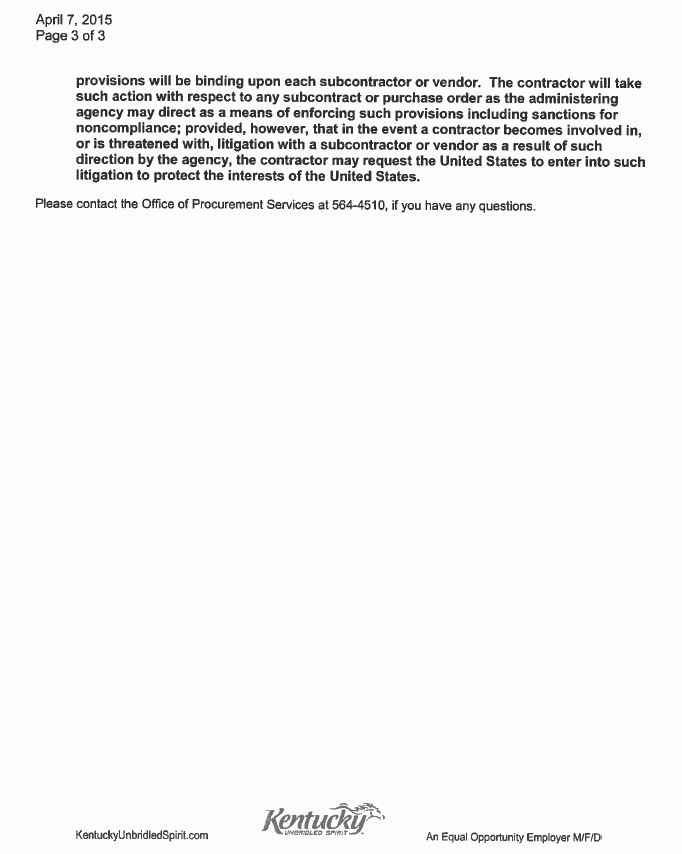 April 7, 2015
Page 3 of 3
provisions will be binding upon each subcontractor or vendor.  The contractor will take
such action with respect to any subcontract or purchase order as the administering
agency may direct as a means of enforcing such provisions including sanctions for
noncompliance; provided, however, that in the event a contractor becomes involved in,
or is threatened with, litigation with a subcontractor or vendor as a result of such
direction by the agency, the contractor may request the United States to enter into such
litigation to protect the interests of the United States.
Please contact the Office of Procurement Services at 564-4510, if you have any questions.
KentuckyUnbridledSpirit.com
Kentucky
UNBRIDLED SPIRIT
An Equal Opportunity Employer M/F/D